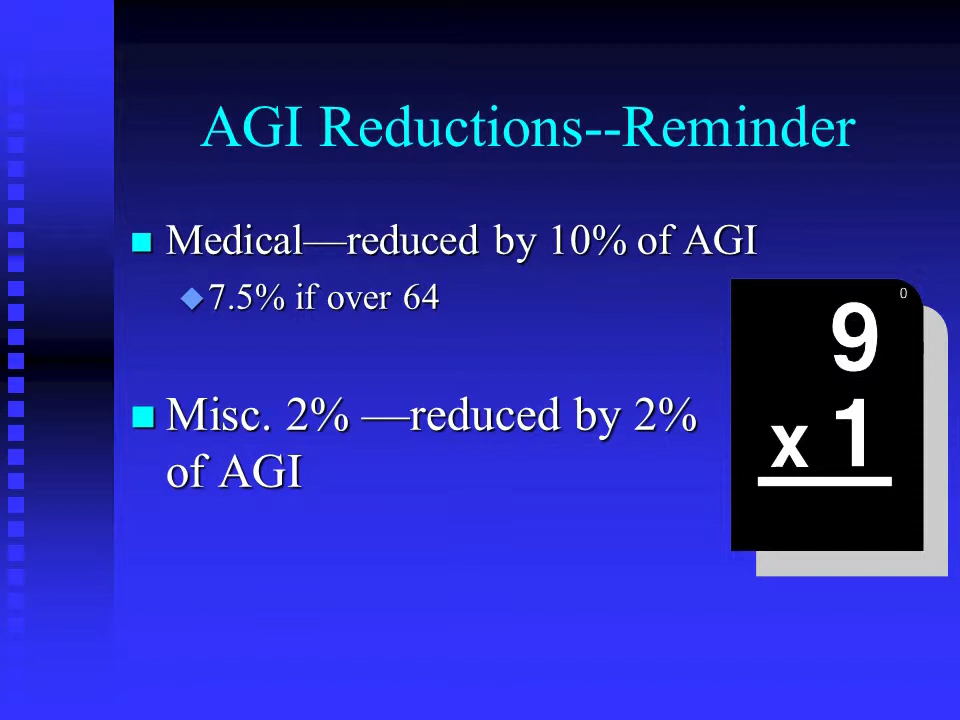 AGI Reductions--Reminder
Medical—reduced by 10% of AGI
7.5% if over 64
Misc. 2% —reduced by 2%
of AGI
0
9
x 1